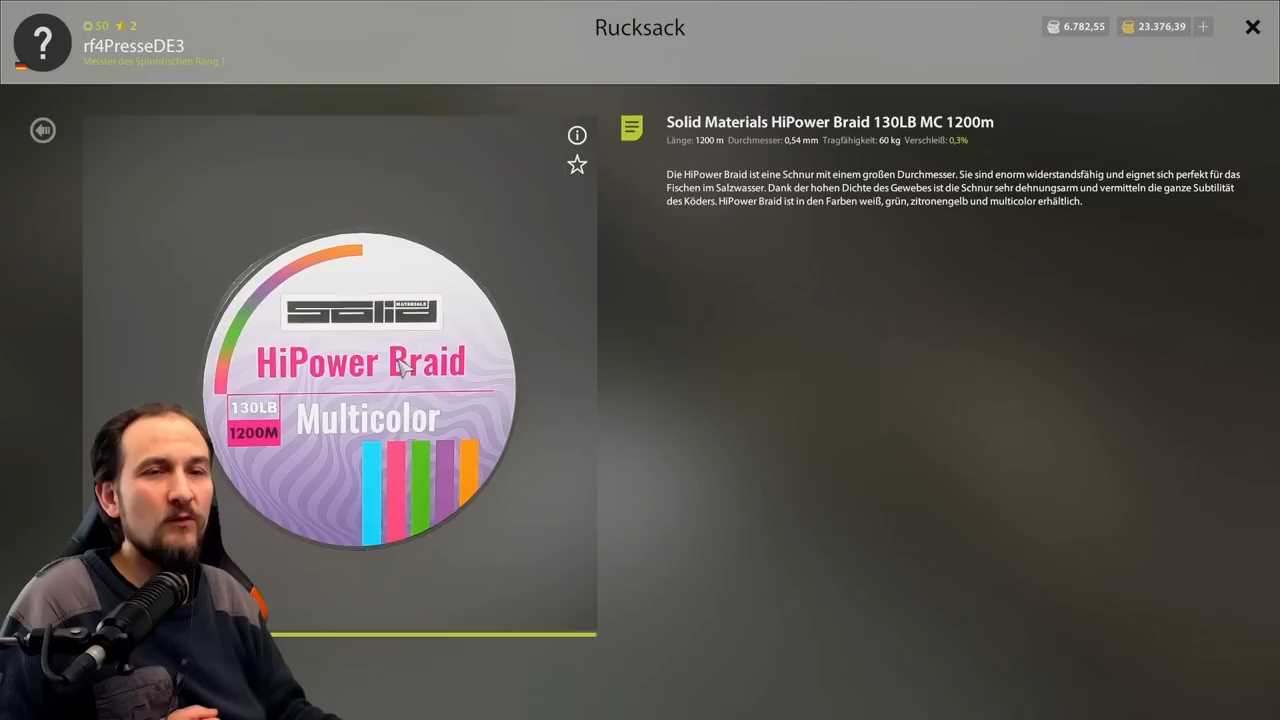 50 2
Rucksack
6.782,55
23.376,39
rf4PresseDE3
Meister des Spinnfischen Rang 1
Solid Materials HiPower Braid 130LB MC 1200m
Länge: 1200 m Durchmesser: 0,54 mm Tragfähigkeit: 60 kg Verschleiß: 0,3%
Die HiPower Braid ist eine Schnur mit einem großen Durchmesser. Sie sind enorm widerstandsfähig und eignet sich perfekt für das
Fischen im Salzwasser. Dank der hohen Dichte des Gewebes ist die Schnur sehr dehnungsarm und vermitteln die ganze Subtilität
des Köders. HiPower Braid ist in den Farben weiß, grün, zitronengelb und multicolor erhältlich.
solid MATERIALS
HiPower Braid
130LB
1200M
Multicolor